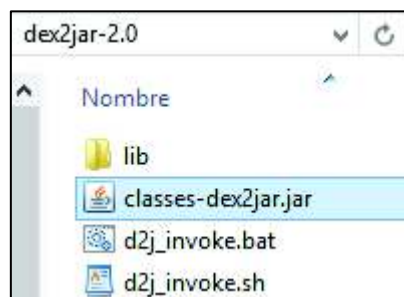 dex2jar-2.0
Nombre
lib
classes-dex2jar.jar
d2j_invoke.bat
d2j_invoke.sh